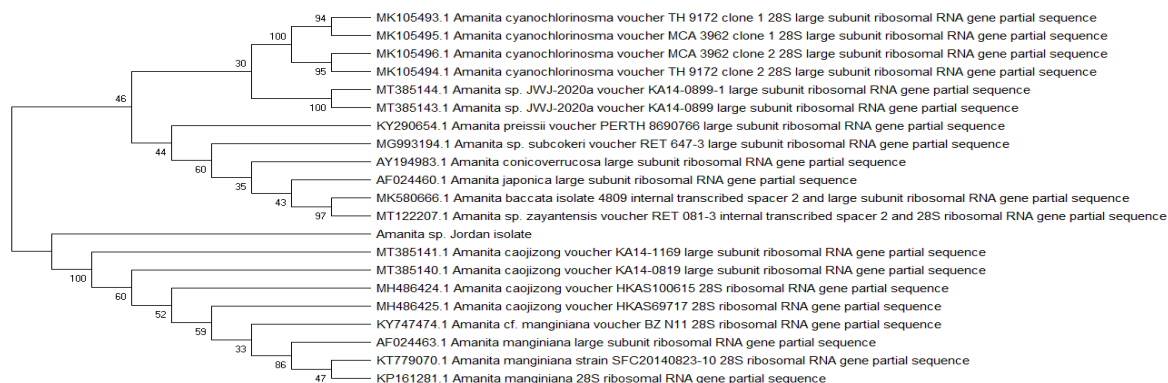 94
MK105493.1 Amanita cyanochlorinosma voucher TH 9172 clone 1 28S large subunit ribosomal RNA gene partial sequence
MK105495.1 Amanita cyanochlorinosma voucher MCA 3962 clone 1 28S large subunit ribosomal RNA gene partial sequence
100
MK105496.1 Amanita cyanochlorinosma voucher MCA 3962 clone 2 28S large subunit ribosomal RNA gene partial sequence
30
95
MK105494.1 Amanita cyanochlorinosma voucher TH 9172 clone 2 28S large subunit ribosomal RNA gene partial sequence
MT385144.1 Amanita sp. JWJ-2020a voucher KA14-0899-1 large subunit ribosomal RNA gene partial sequence
46
100
MT385143.1 Amanita sp. JWJ-2020a voucher KA14-0899 large subunit ribosomal RNA gene partial sequence
KY290654.1 Amanita preissii voucher PERTH 8690766 large subunit ribosomal RNA gene partial sequence
44
MG993194.1 Amanita sp. subcokeri voucher RET 647-3 large subunit ribosomal RNA gene partial sequence
60
AY194983.1 Amanita conicoverrucosa large subunit ribosomal RNA gene partial sequence
35
AF024460.1 Amanita japonica large subunit ribosomal RNA gene partial sequence
43
MK580666.1 Amanita baccata isolate 4809 internal transcribed spacer 2 and large subunit ribosomal RNA gene partial sequence
97
MT122207.1 Amanita sp. zayantensis voucher RET 081-3 internal transcribed spacer 2 and 28S ribosomal RNA gene partial sequence
Amanita sp. Jordan isolate
MT385141.1 Amanita caojizong voucher KA14-1169 large subunit ribosomal RNA gene partial sequence
100
MT385140.1 Amanita caojizong voucher KA14-0819 large subunit ribosomal RNA gene partial sequence
60
MH486424.1 Amanita caojizong voucher HKAS100615 28S ribosomal RNA gene partial sequence
52
MH486425.1 Amanita caojizong voucher HKAS69717 28S ribosomal RNA gene partial sequence
59
KY747474.1 Amanita cf. manginiana voucher BZ N11 28S ribosomal RNA gene partial sequence
33
AF024463.1 Amanita manginiana large subunit ribosomal RNA gene partial sequence
86
KT779070.1 Amanita manginiana strain SFC20140823-10 28S ribosomal RNA gene partial sequence
47
KP161281.1 Amanita manginiana 28S ribosomal RNA gene partial sequence